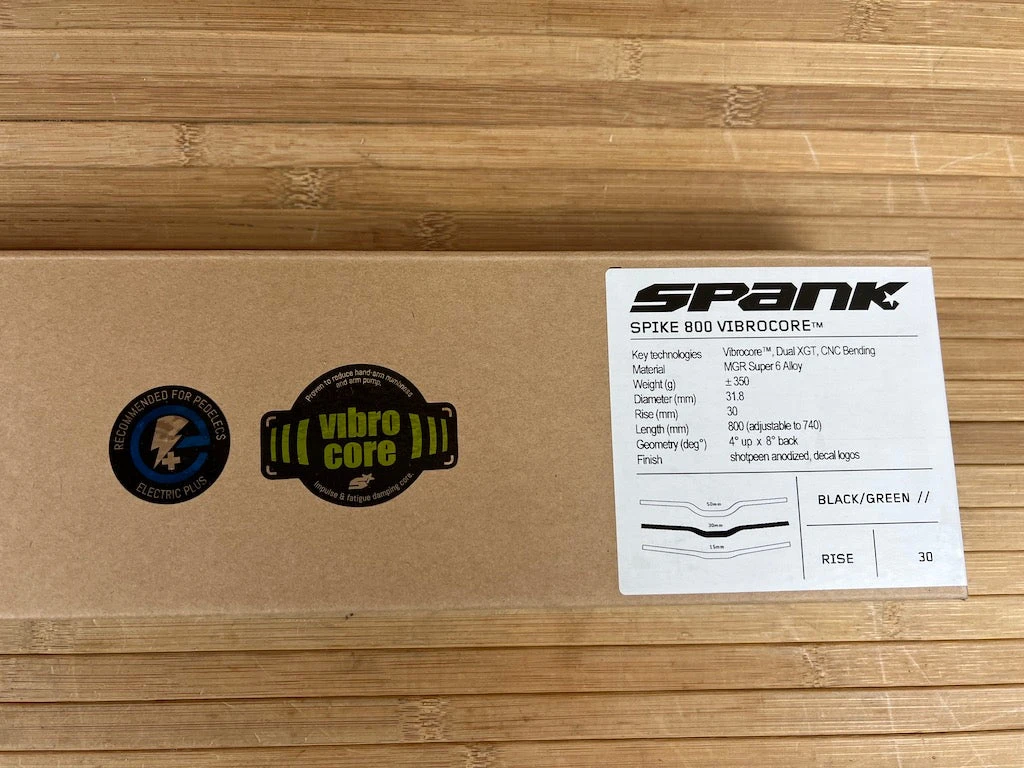 RECOMMENDED FOR PEDELECS
ELECTRIC PLUS
Proven to reduce hand-arm numbness
and arm pump.
vibro
core
Impulse & fatigue damping core.
SPANK
SPIKE 800 VIBROCORE™
Key technologies Vibrocore™, Dual XGT, CNC Bending
Material MGR Super 6 Alloy
Weight (g) ± 350
Diameter (mm) 31.8
Rise (mm) 30
Length (mm) 800 (adjustable to 740)
Geometry (deg°) 4° up x 8° back
Finish shotpeen anodized, decal logos
50mm
30mm
15mm
BLACK/GREEN //
RISE 30